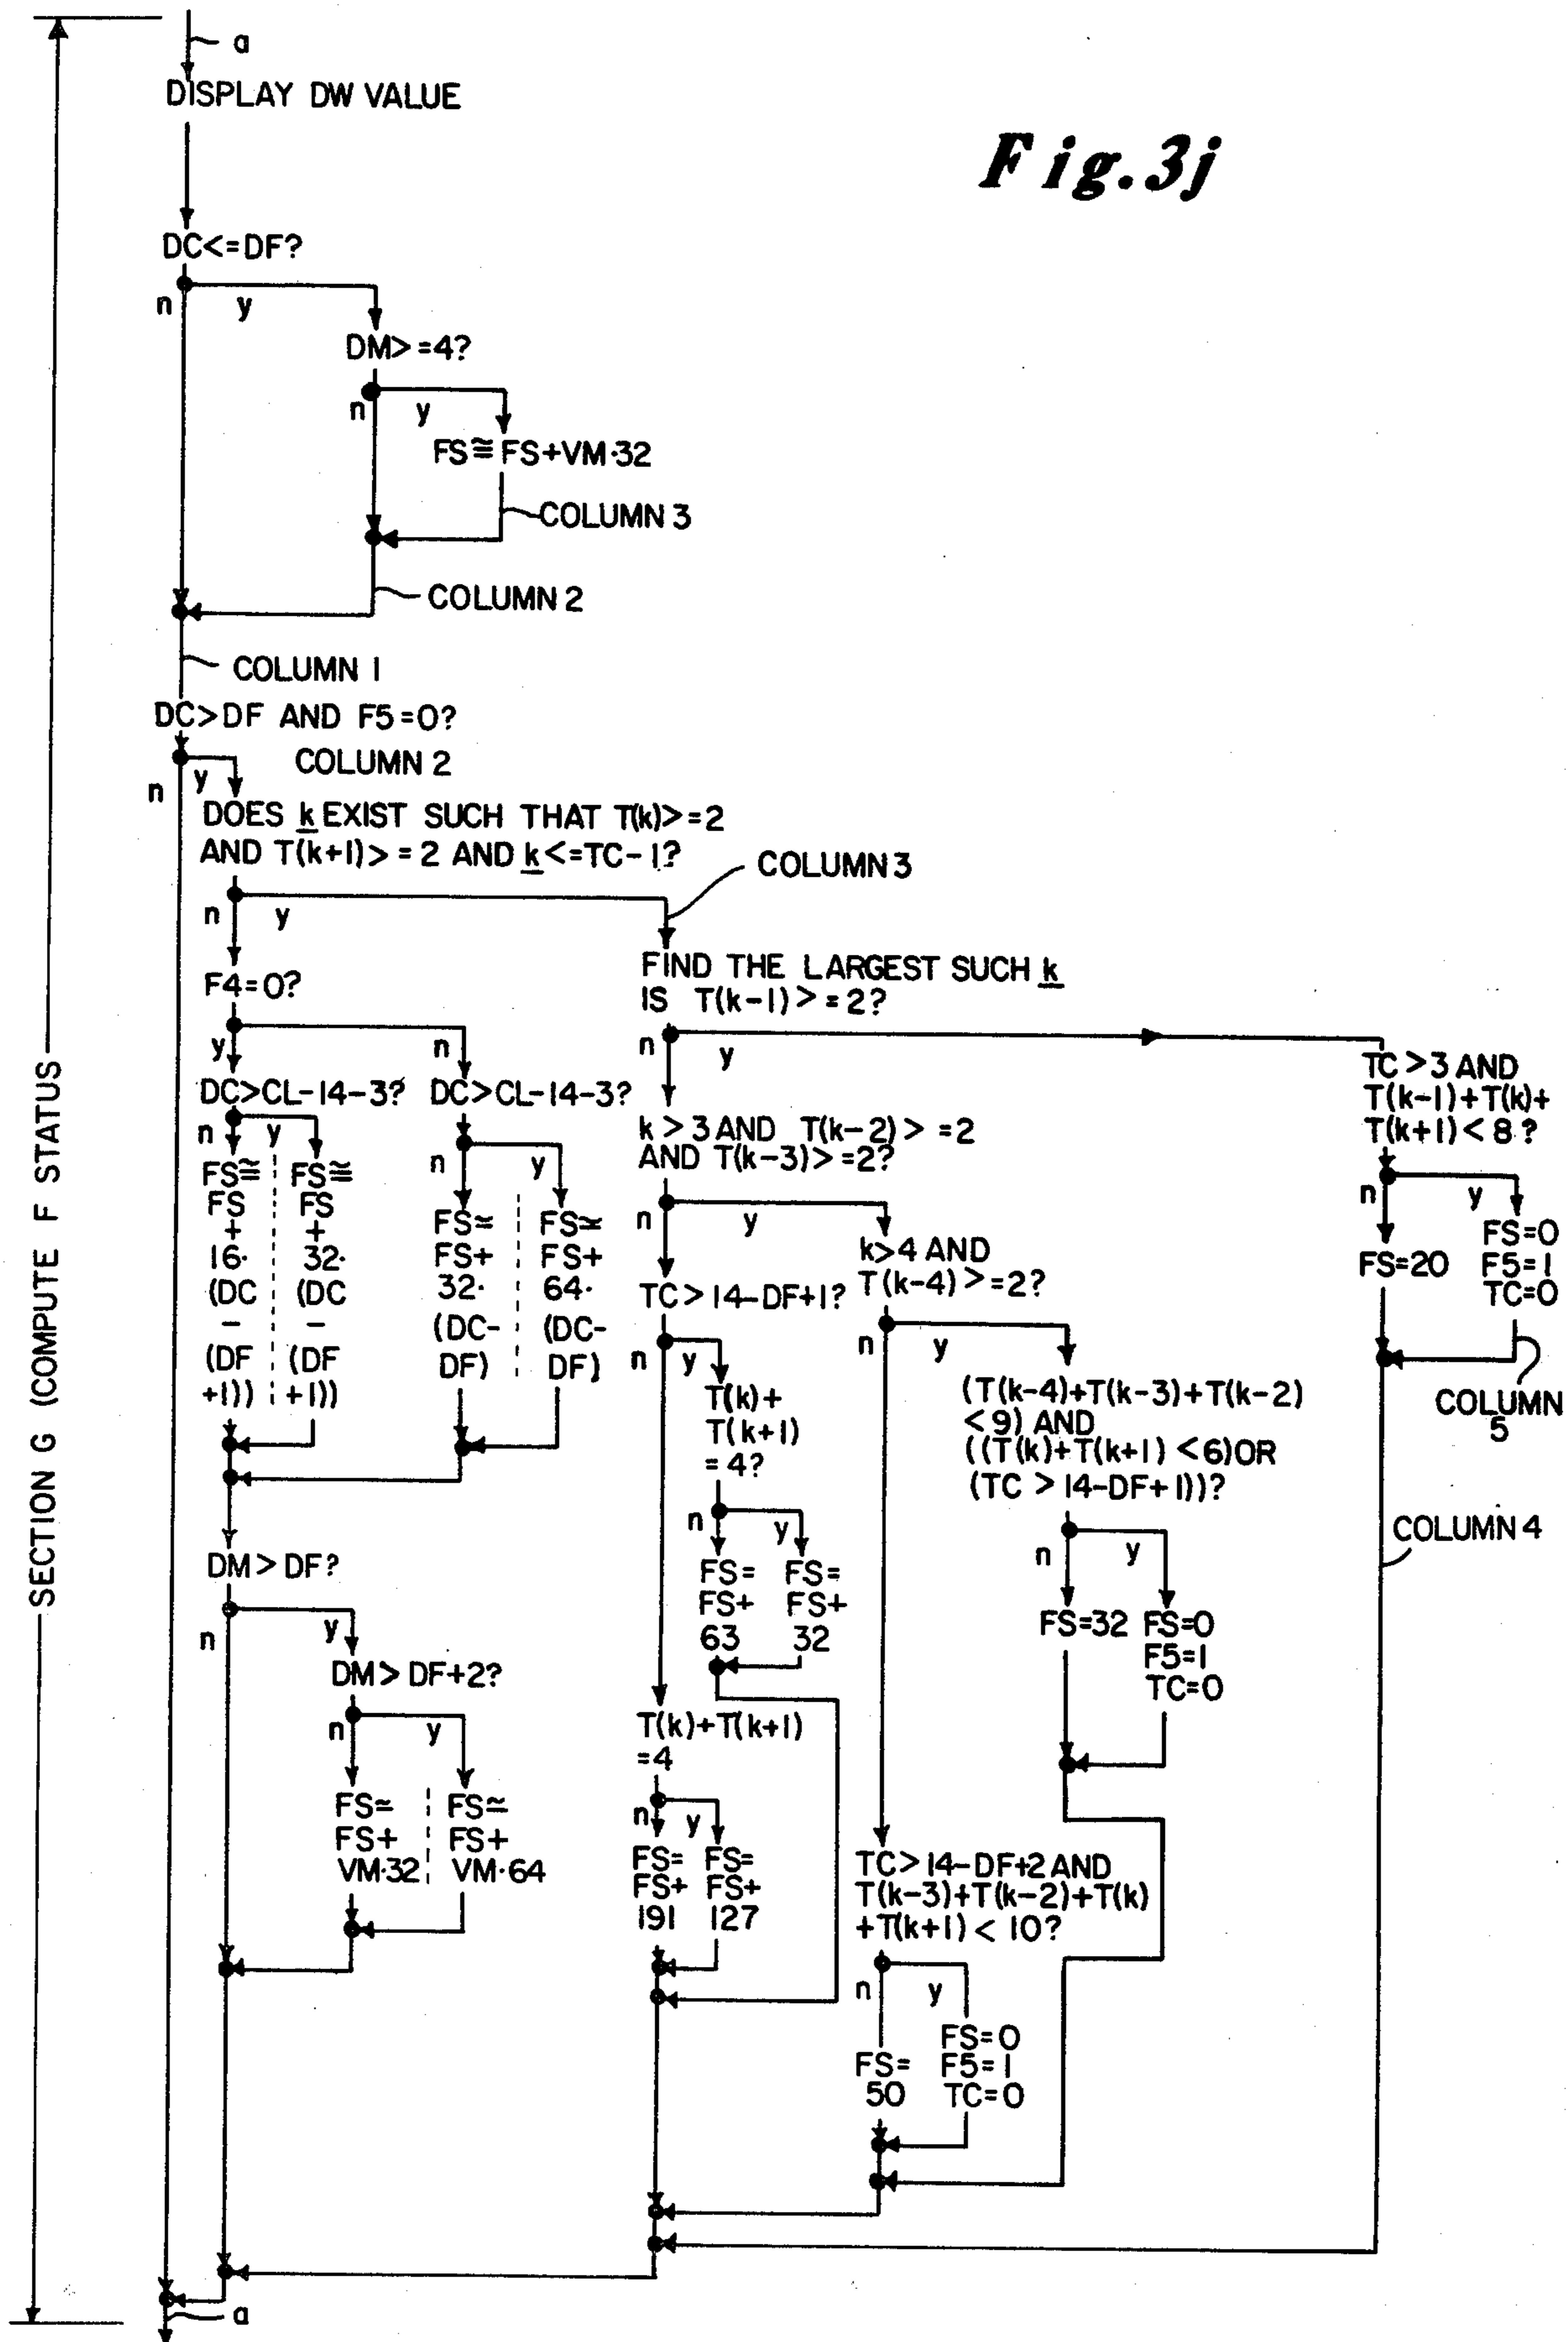 a
DISPLAY DW VALUE
Fig. 3j
DC<=DF?
n
y
DM>=4?
n
y
FS≅FS+VM·32
COLUMN 3
COLUMN 2
COLUMN 1
DC>DF AND F5=0?
n
y
COLUMN 2
DOES k EXIST SUCH THAT T(k)>=2
AND T(k+1)>=2 AND k<=TC-1?
COLUMN 3
n
y
F4=0?
FIND THE LARGEST SUCH k
IS T(k-1)>=2?
y
n
n
y
DC>CL-14-3?
DC>CL-14-3?
n
y
FS≅
FS
+
16·
(DC
-
(DF
+1))
FS≅
FS
+
32·
(DC
-
(DF
+1))
n
y
FS≃
FS+
32·
(DC-
DF)
FS≃
FS+
64·
(DC-
DF)
DM>DF?
n
y
DM>DF+2?
n
y
FS≃
FS+
VM·32
FS≃
FS+
VM·64
k>3 AND T(k-2)>=2
AND T(k-3)>=2?
n
y
TC>14-DF+1?
n
y
T(k)+
T(k+1)
=4?
n
y
FS=
FS+
63
FS=
FS+
32
T(k)+T(k+1)
=4
n
y
FS=
FS+
191
FS=
FS+
127
k>4 AND
T(k-4)>=2?
n
y
(T(k-4)+T(k-3)+T(k-2)
<9) AND
((T(k)+T(k+1)<6)OR
(TC>14-DF+1))?
n
y
FS=32
FS=0
F5=1
TC=0
TC>14-DF+2 AND
T(k-3)+T(k-2)+T(k)
+T(k+1)<10?
n
y
FS=
50
FS=0
F5=1
TC=0
TC>3 AND
T(k-1)+T(k)+
T(k+1)<8?
n
y
FS=20
FS=0
F5=1
TC=0
COLUMN
5
COLUMN 4
a
SECTION G (COMPUTE F STATUS)